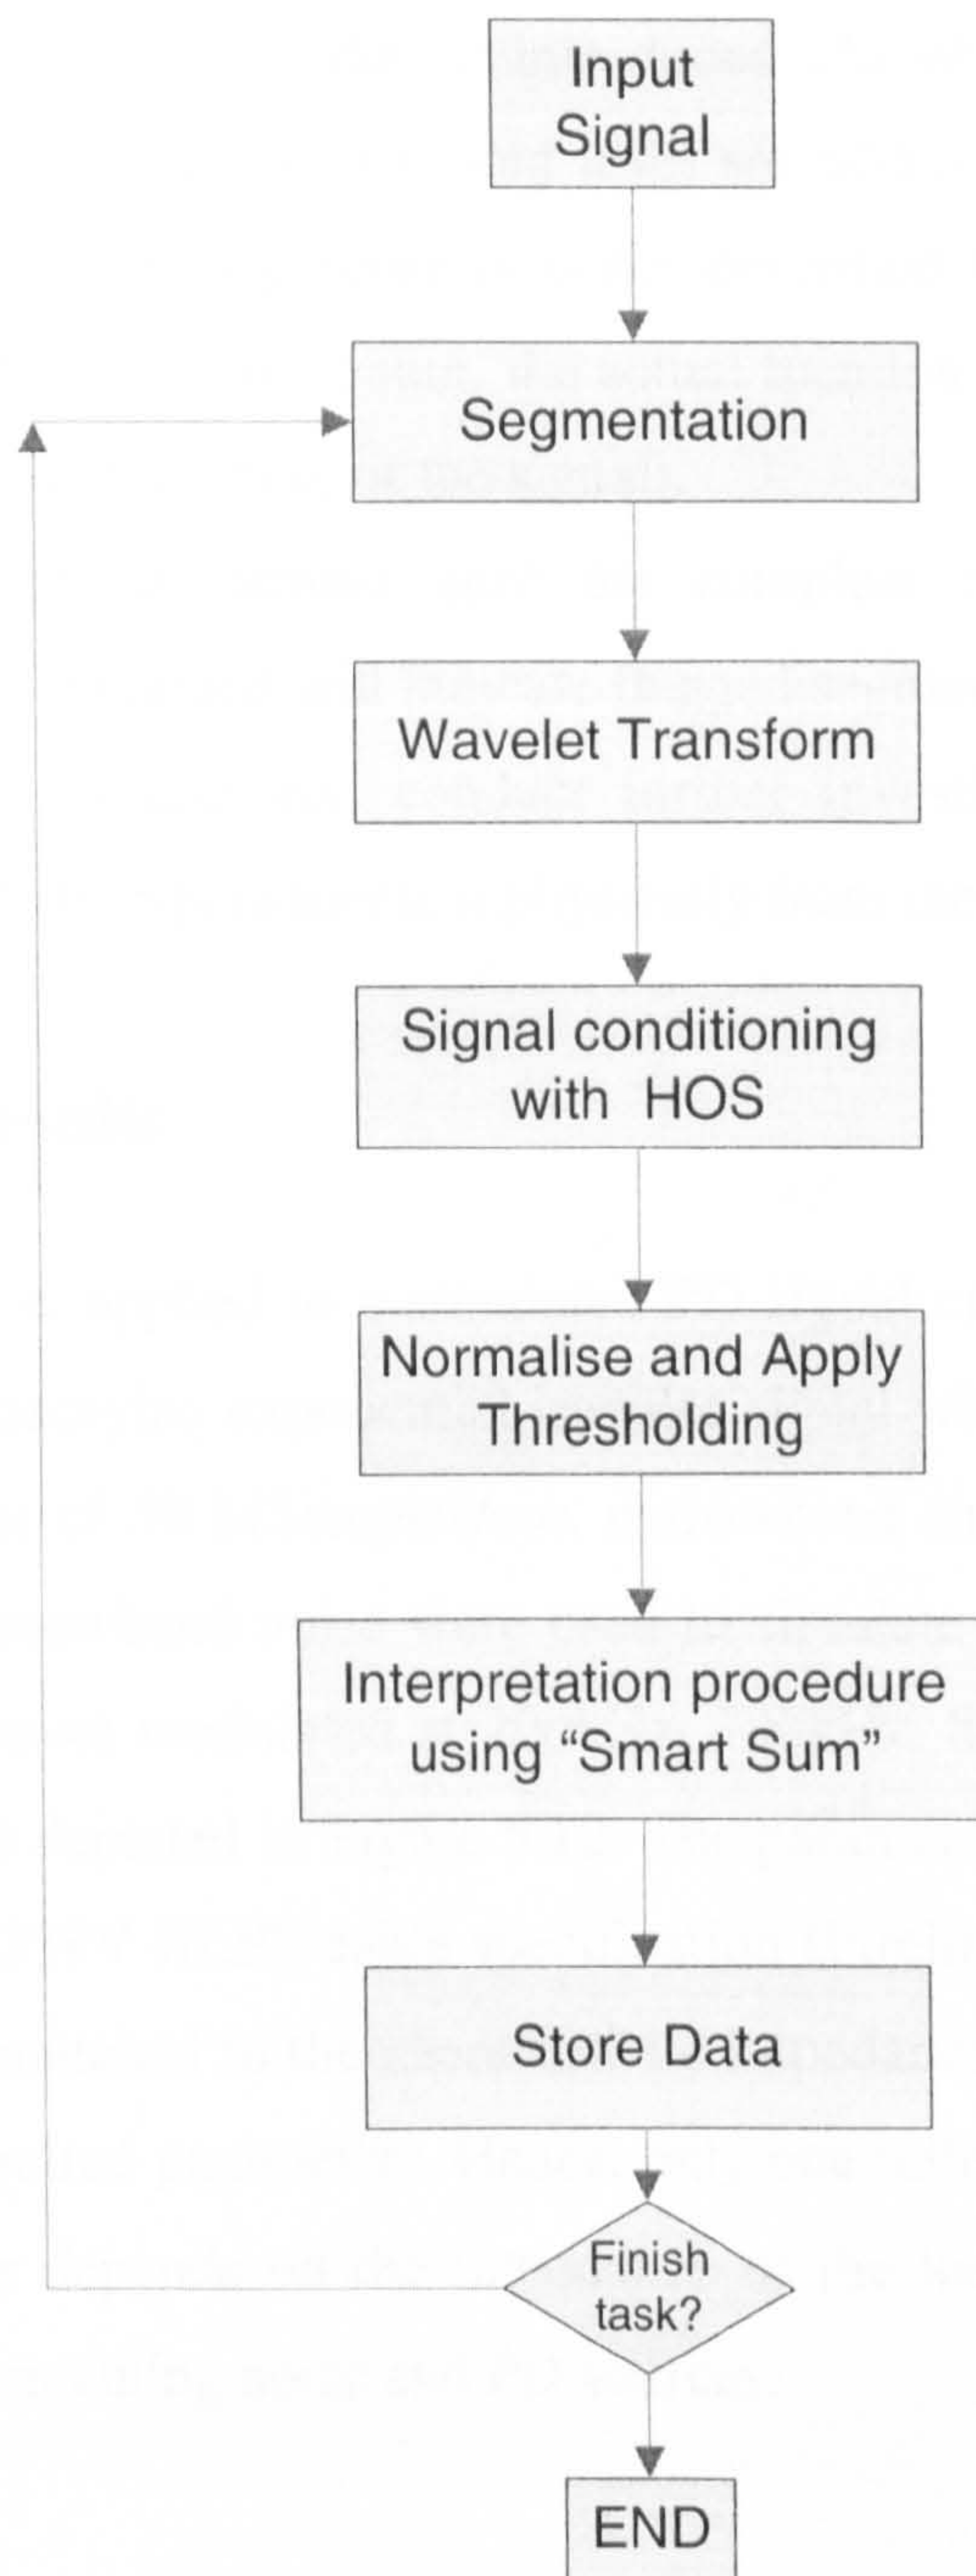 Input
Signal
Segmentation
Wavelet Transform
Signal conditioning
with HOS
Normalise and Apply
Thresholding
Interpretation procedure
using “Smart Sum”
Store Data
Finish
task?
END